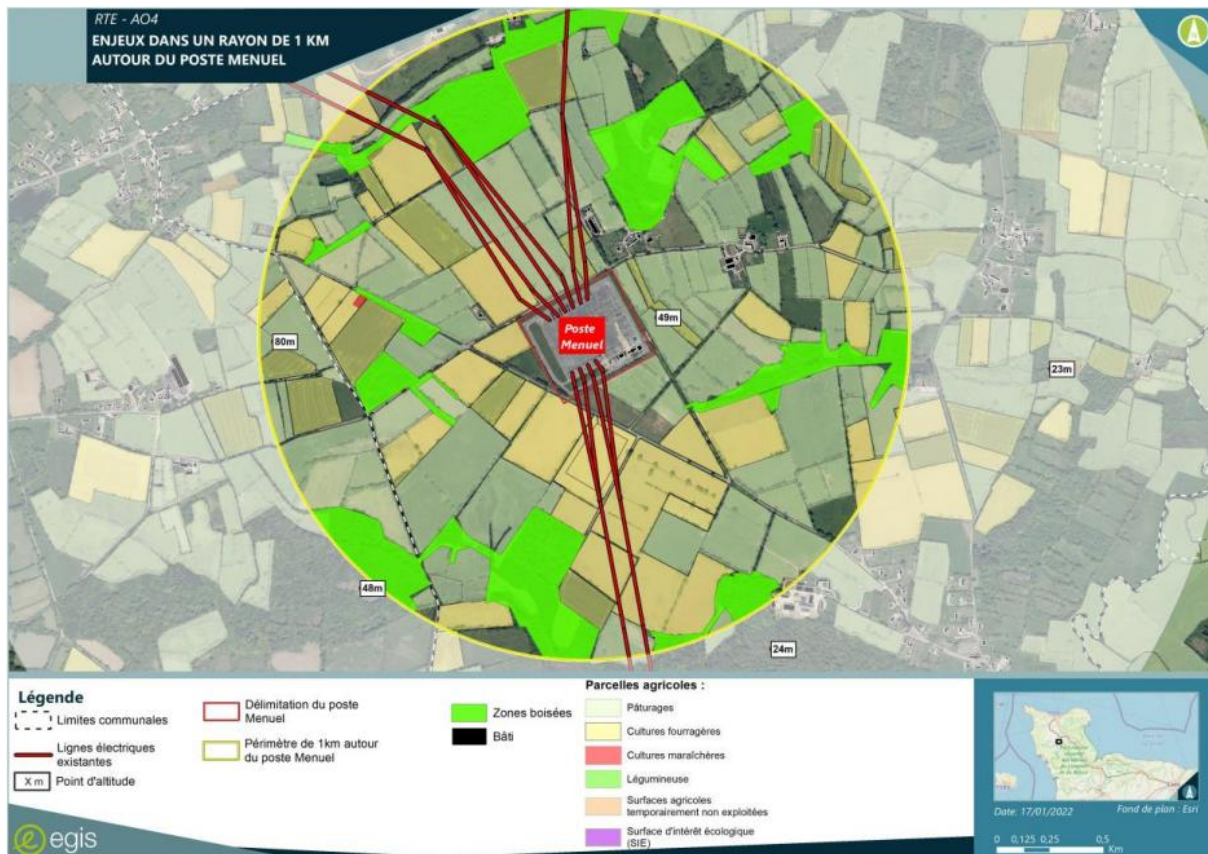 RTE - AO4
ENJEUX DANS UN RAYON DE 1 KM
AUTOUR DU POSTE MENUEL
Poste
Menuel
49m
80m
23m
48m
24m
Légende
Limites communales
Lignes électriques
existantes
X m Point d'altitude
Délimitation du poste
Menuel
Périmètre de 1km autour
du poste Menuel
Zones boisées
Bâti
Parcelles agricoles :
Pâturages
Cultures fourragères
Cultures maraîchères
Légumineuse
Surfaces agricoles
temporairement non exploitées
Surface d'intérêt écologique
(SIE)
Date: 17/01/2022
Fond de plan : Esri
0 0,125 0,25 0,5
Km
egis